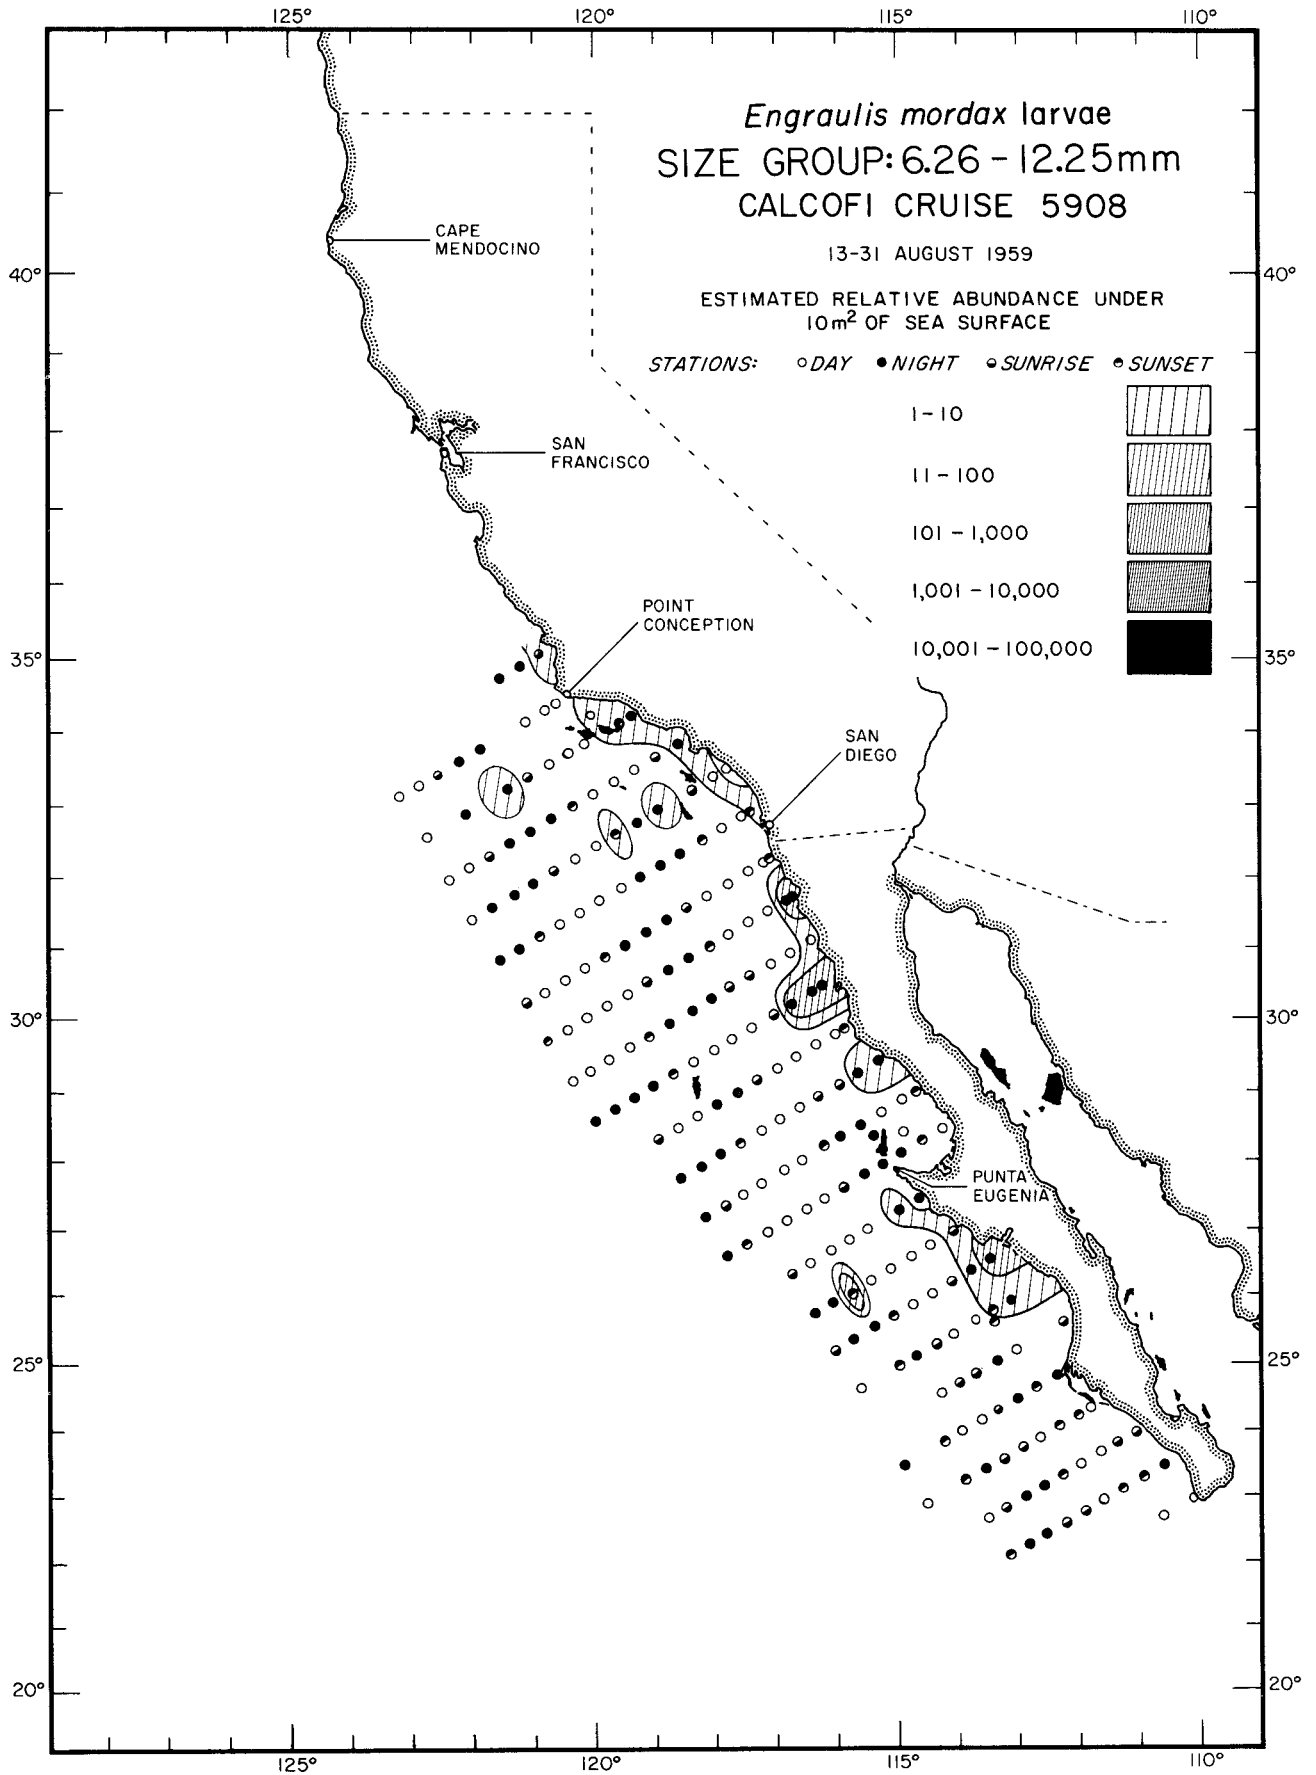 125° 120° 115° 110°
Engraulis mordax larvae
SIZE GROUP: 6.26 - 12.25mm
CALCOFI CRUISE 5908
13-31 AUGUST 1959
ESTIMATED RELATIVE ABUNDANCE UNDER
10m² OF SEA SURFACE
STATIONS: ○ DAY ● NIGHT ◒ SUNRISE ◓ SUNSET
1-10
11-100
101-1,000
1,001-10,000
10,001-100,000
CAPE
MENDOCINO
40° 40°
SAN
FRANCISCO
POINT
CONCEPTION
35° 35°
SAN
DIEGO
30° 30°
PUNTA
EUGENIA
25° 25°
20° 20°
125° 120° 115° 110°